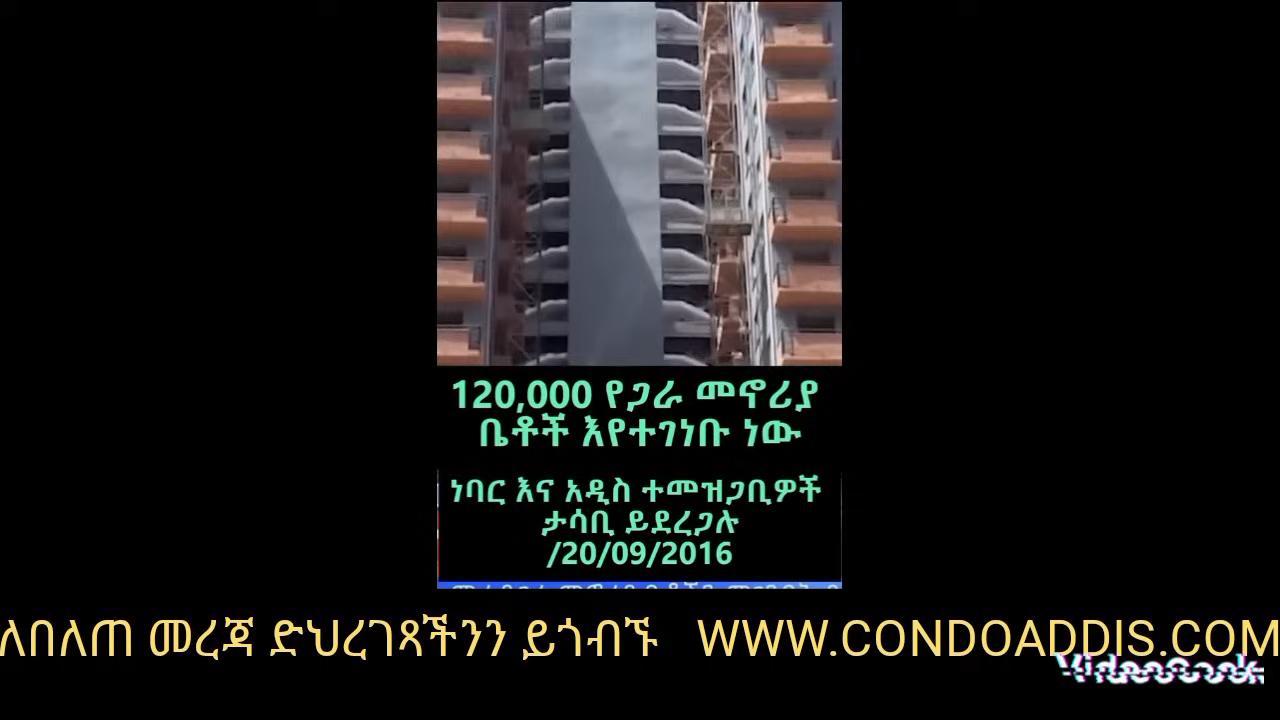 120,000 የጋራ መኖሪያ
ቤቶች እየተገነቡ ነው
ነባር እና አዲስ ተመዝጋቢዎች
ታሳቢ ይደረጋሉ
/20/09/2016
ለበለጠ መረጃ ድህረገጻችንን ይጎብኙ WWW.CONDOADDIS.COM